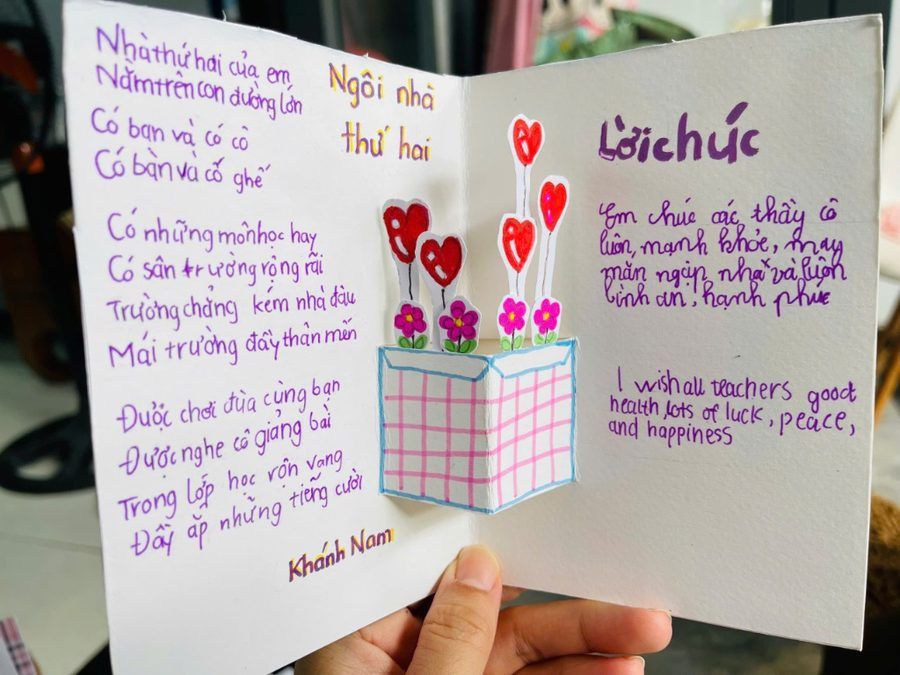 Ngôi nhà
thứ hai
Nhà thứ hai của em
Nằm trên con đường lớn
Có bạn và có cô
Có bàn và có ghế
Có những môn học hay
Có sân trường rộng rãi
Trường chẳng kém nhà đâu
Mái trường đầy thân mến
Được chơi đùa cùng bạn
Được nghe cô giảng bài
Trong lớp học rộn vang
Đầy ắp những tiếng cười
Khánh Nam
Lời chúc
Em chúc các thầy cô
luôn mạnh khỏe, may
mắn ngập nhà và luôn
bình an, hạnh phúc
I wish all teachers good
health, lots of luck, peace,
and happiness